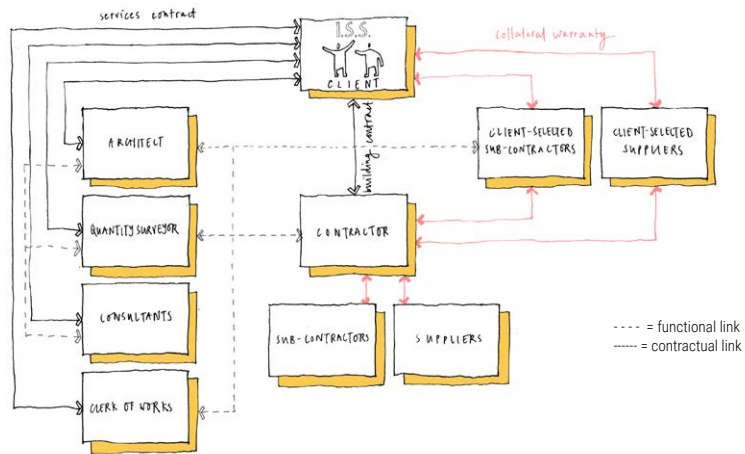 services contract
I.S.S.
CLIENT
collateral warranty
building contract
ARCHITECT
CLIENT-SELECTED
SUB-CONTRACTORS
CLIENT-SELECTED
SUPPLIERS
QUANTITY SURVEYOR
CONTRACTOR
CONSULTANTS
SUB-CONTRACTORS
SUPPLIERS
---- = functional link
------ = contractual link
CLERK OF WORKS